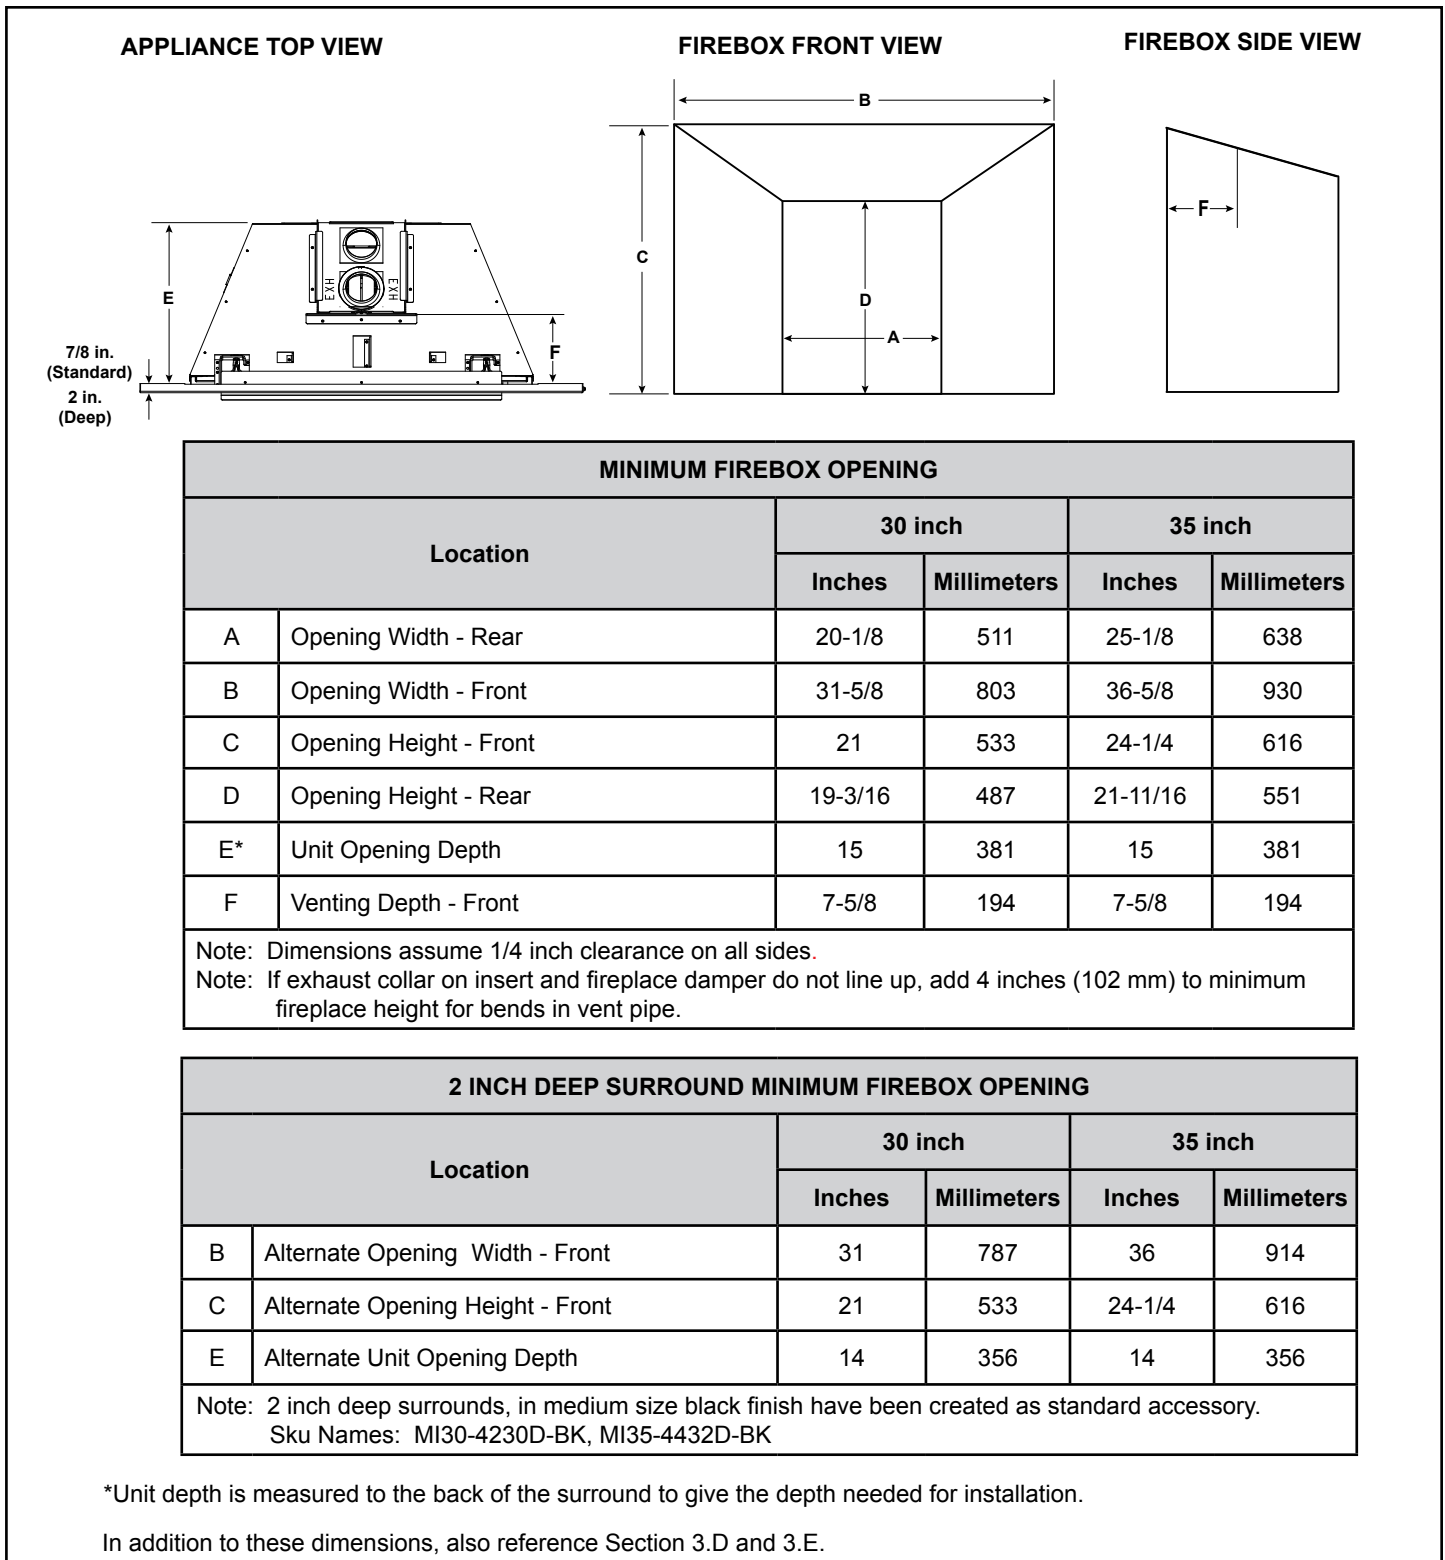 APPLIANCE TOP VIEW
FIREBOX FRONT VIEW
FIREBOX SIDE VIEW
B
C
D
A
F
E
EXH
EXH
F
7/8 in.
(Standard)
2 in.
(Deep)
MINIMUM FIREBOX OPENING
Location 30 inch 35 inch
Inches Millimeters Inches Millimeters
A Opening Width - Rear 20-1/8 511 25-1/8 638
B Opening Width - Front 31-5/8 803 36-5/8 930
C Opening Height - Front 21 533 24-1/4 616
D Opening Height - Rear 19-3/16 487 21-11/16 551
E* Unit Opening Depth 15 381 15 381
F Venting Depth - Front 7-5/8 194 7-5/8 194
Note: Dimensions assume 1/4 inch clearance on all sides.
Note: If exhaust collar on insert and fireplace damper do not line up, add 4 inches (102 mm) to minimum
fireplace height for bends in vent pipe.
2 INCH DEEP SURROUND MINIMUM FIREBOX OPENING
Location 30 inch 35 inch
Inches Millimeters Inches Millimeters
B Alternate Opening Width - Front 31 787 36 914
C Alternate Opening Height - Front 21 533 24-1/4 616
E Alternate Unit Opening Depth 14 356 14 356
Note: 2 inch deep surrounds, in medium size black finish have been created as standard accessory.
Sku Names: MI30-4230D-BK, MI35-4432D-BK
*Unit depth is measured to the back of the surround to give the depth needed for installation.
In addition to these dimensions, also reference Section 3.D and 3.E.